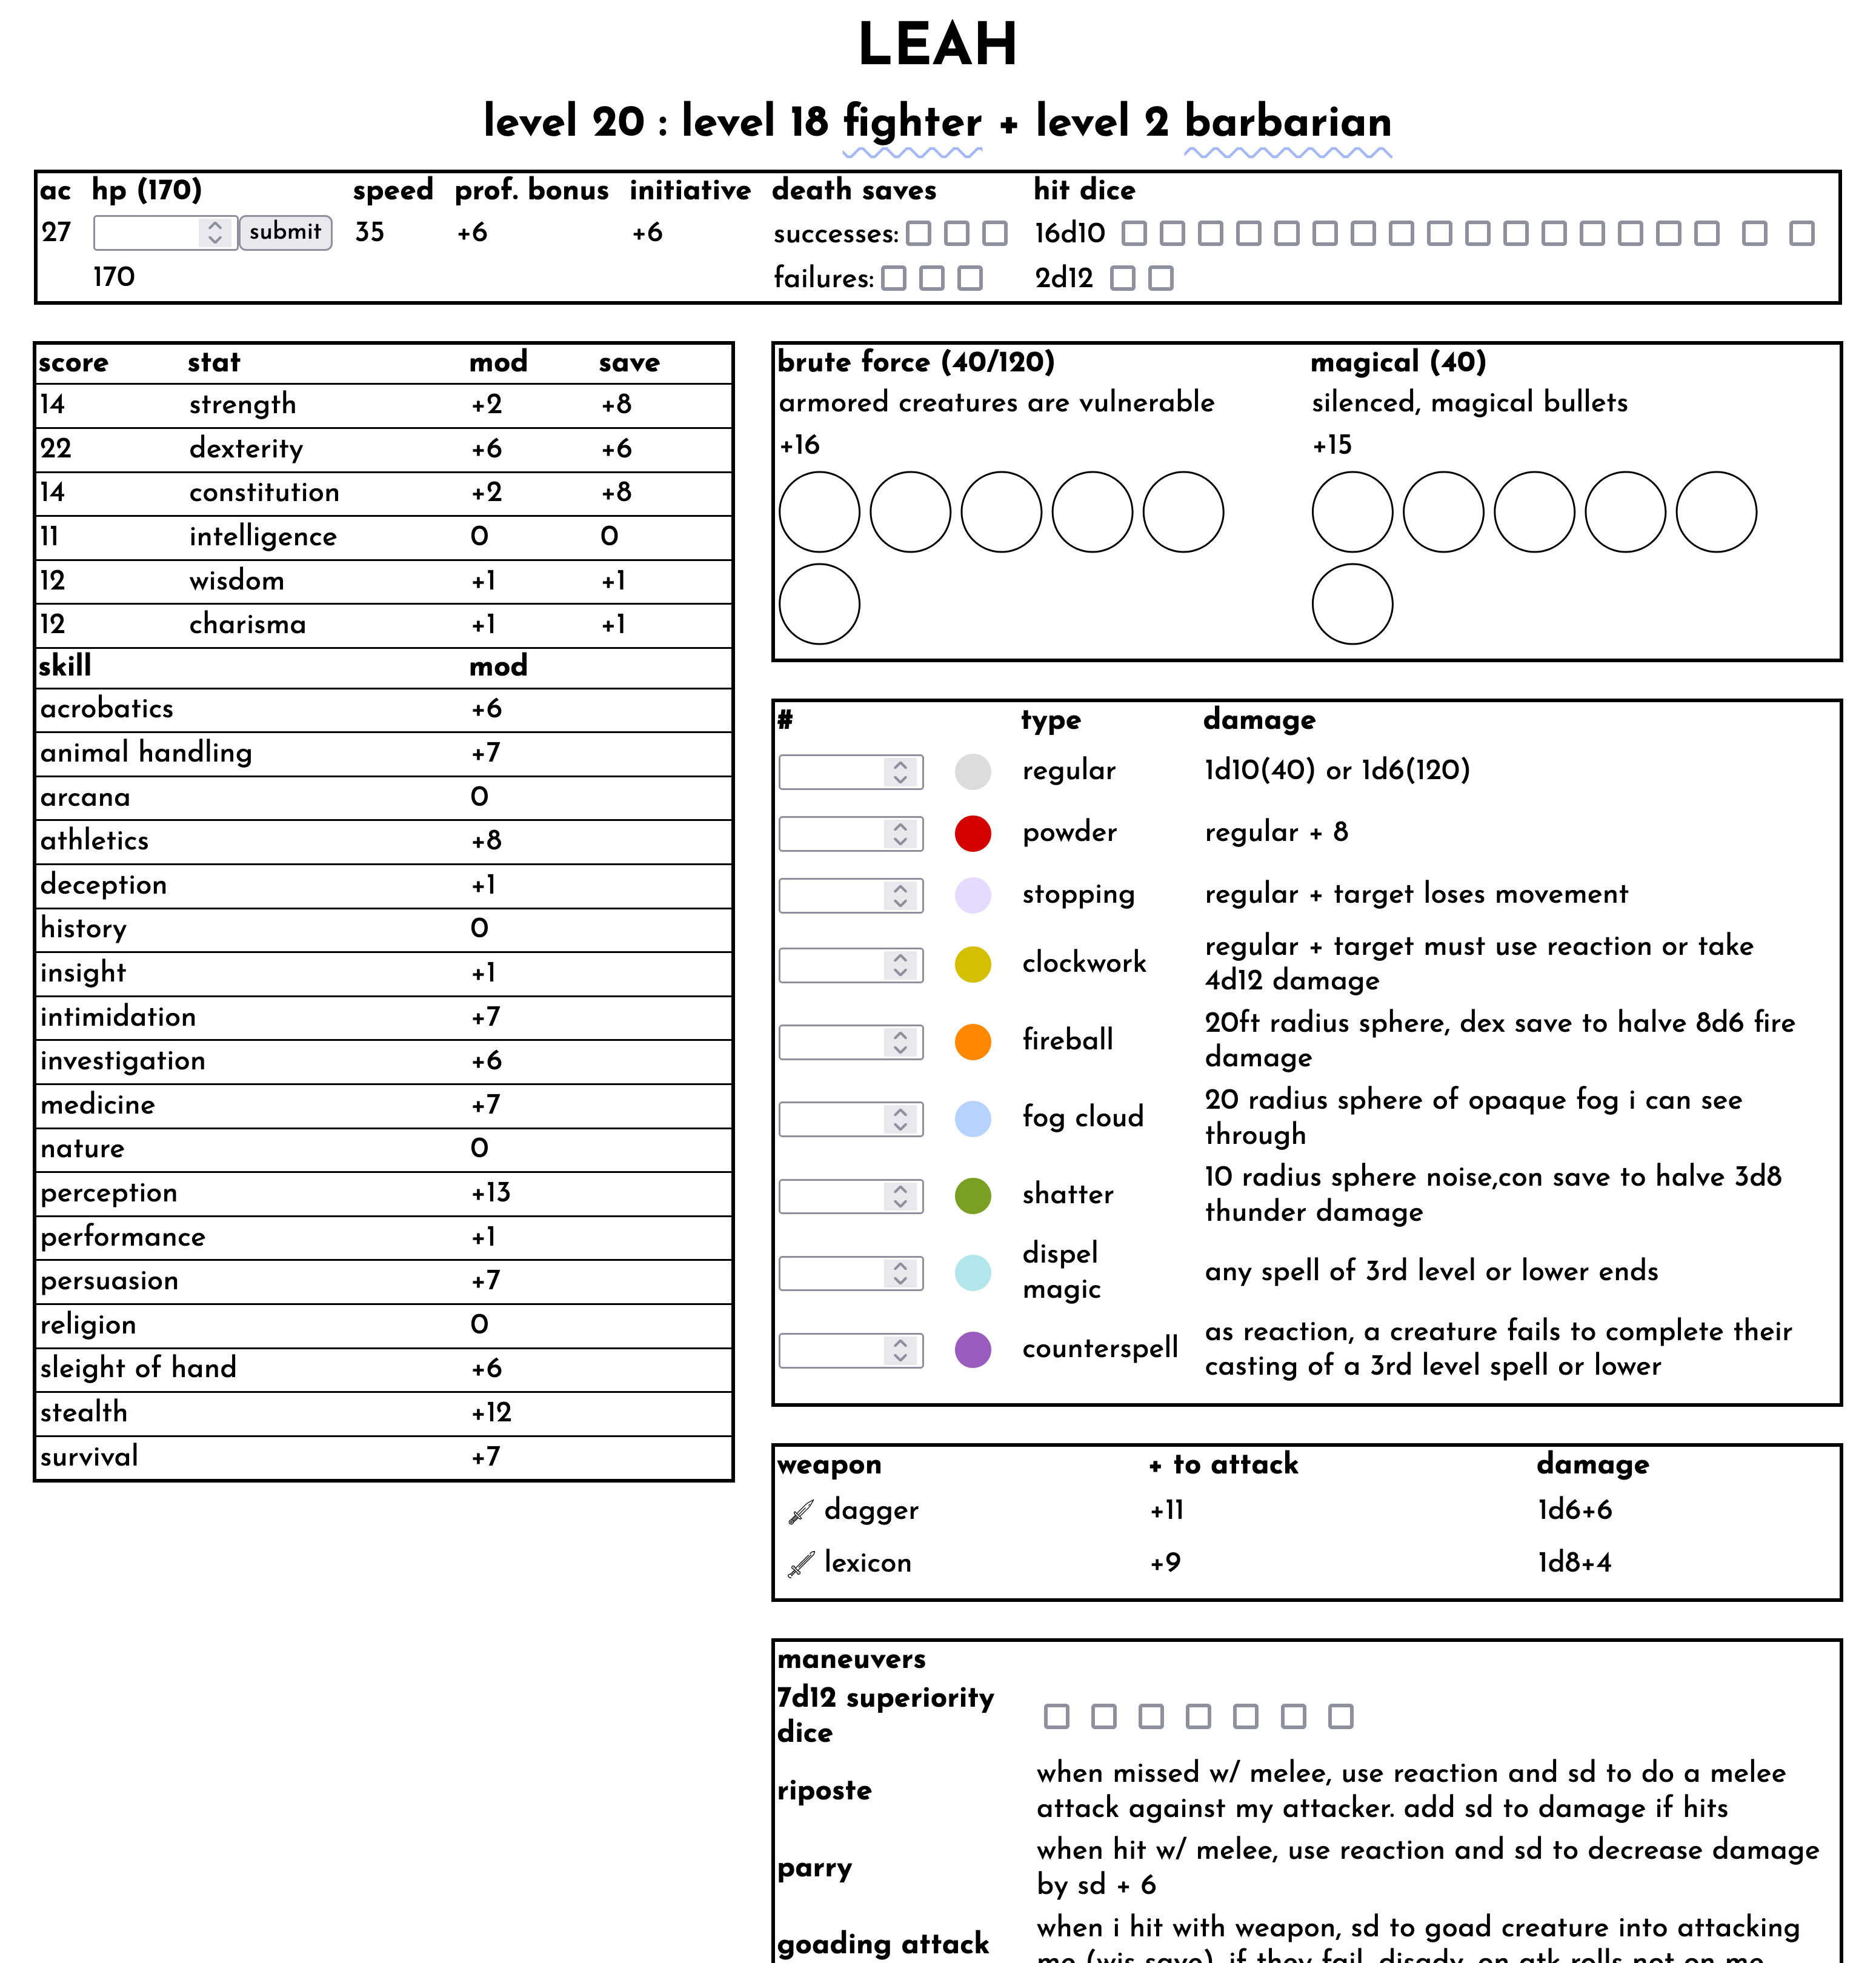 LEAH
level 20 : level 18 fighter + level 2 barbarian
ac hp (170) speed prof. bonus initiative death saves hit dice
27 submit 35 +6 +6 successes: 16d10
170 failures: 2d12
score stat mod save
14 strength +2 +8
22 dexterity +6 +6
14 constitution +2 +8
11 intelligence 0 0
12 wisdom +1 +1
12 charisma +1 +1
skill mod
acrobatics +6
animal handling +7
arcana 0
athletics +8
deception +1
history 0
insight +1
intimidation +7
investigation +6
medicine +7
nature 0
perception +13
performance +1
persuasion +7
religion 0
sleight of hand +6
stealth +12
survival +7
brute force (40/120) magical (40)
armored creatures are vulnerable silenced, magical bullets
+16 +15
# type damage
regular 1d10(40) or 1d6(120)
powder regular + 8
stopping regular + target loses movement
clockwork regular + target must use reaction or take
4d12 damage
fireball 20ft radius sphere, dex save to halve 8d6 fire
damage
fog cloud 20 radius sphere of opaque fog i can see
through
shatter 10 radius sphere noise,con save to halve 3d8
thunder damage
dispel
magic any spell of 3rd level or lower ends
counterspell as reaction, a creature fails to complete their
casting of a 3rd level spell or lower
weapon + to attack damage
dagger +11 1d6+6
lexicon +9 1d8+4
maneuvers
7d12 superiority
dice
riposte when missed w/ melee, use reaction and sd to do a melee
attack against my attacker. add sd to damage if hits
parry when hit w/ melee, use reaction and sd to decrease damage
by sd + 6
goading attack when i hit with weapon, sd to goad creature into attacking
me (wis save). if they fail, disadv. on atk rolls not on me